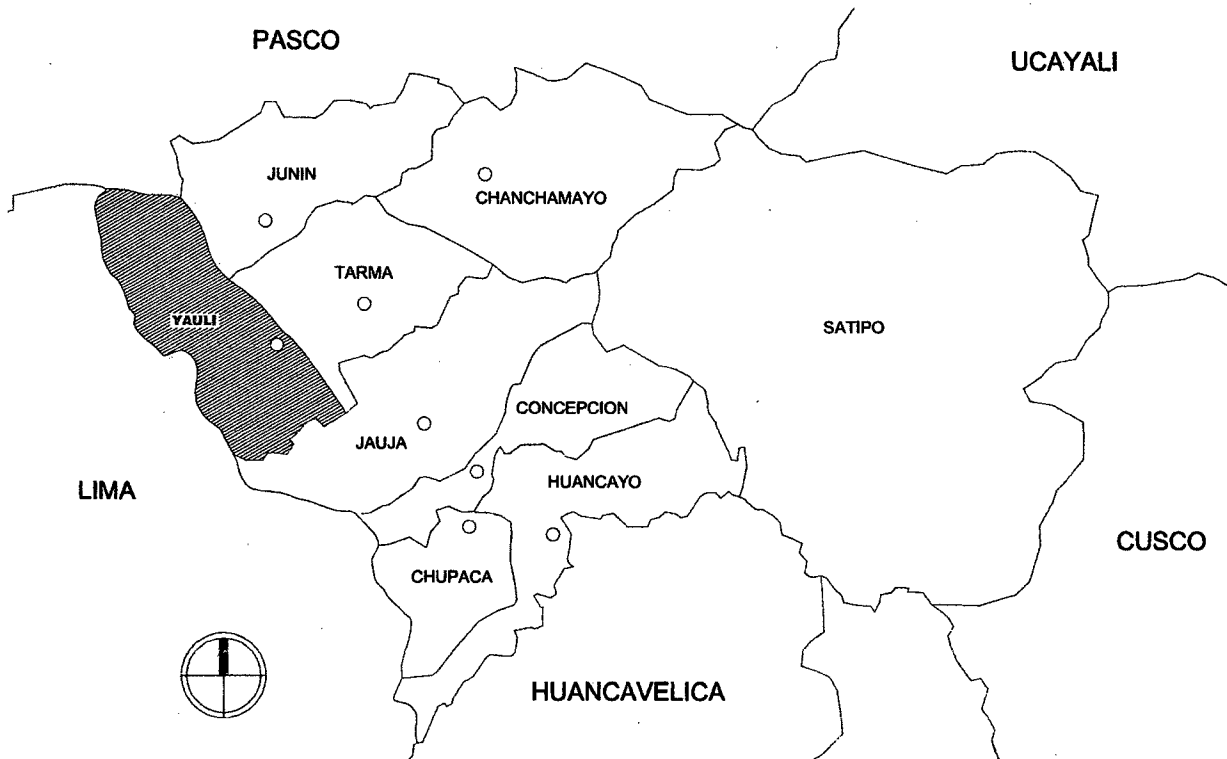 PASCO
UCAYALI
JUNIN
CHANCHAMAYO
TARMA
YAULI
SATIPO
CONCEPCION
JAUJA
HUANCAYO
LIMA
CUSCO
CHUPACA
HUANCAVELICA